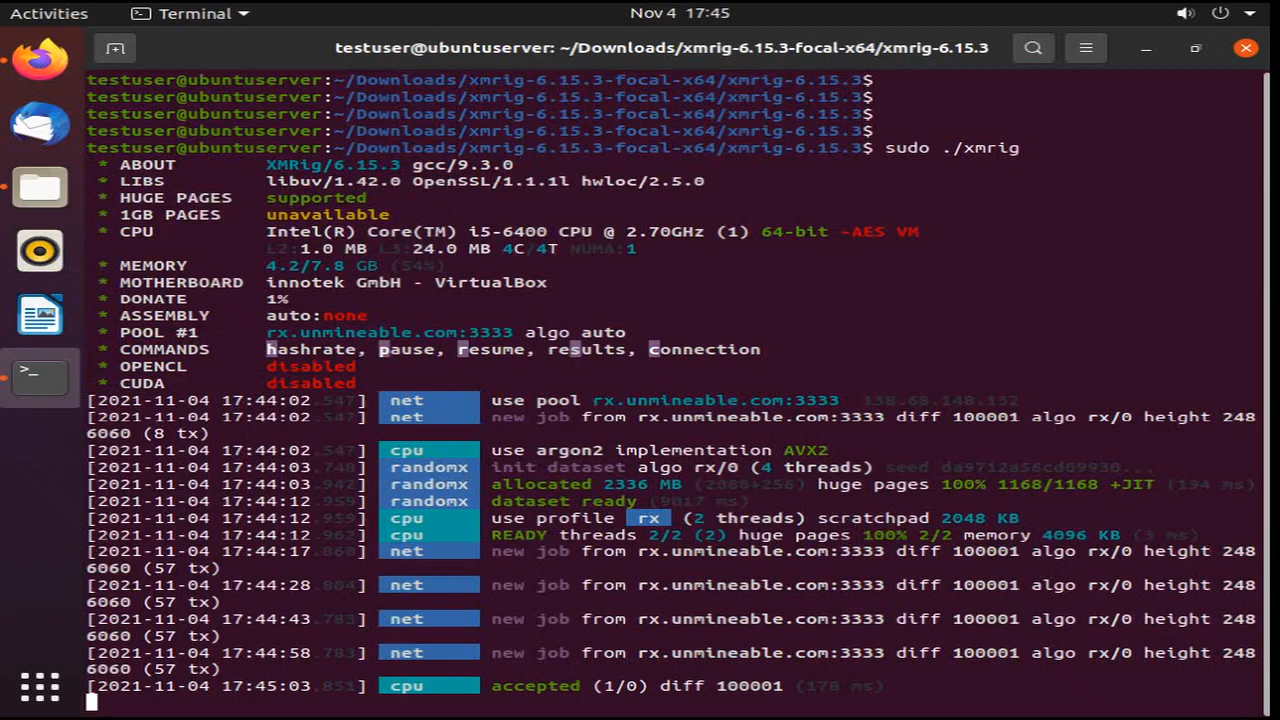 Activities Terminal Nov 4 17:45
testuser@ubuntuserver: ~/Downloads/xmrig-6.15.3-focal-x64/xmrig-6.15.3
testuser@ubuntuserver:~/Downloads/xmrig-6.15.3-focal-x64/xmrig-6.15.3$
testuser@ubuntuserver:~/Downloads/xmrig-6.15.3-focal-x64/xmrig-6.15.3$
testuser@ubuntuserver:~/Downloads/xmrig-6.15.3-focal-x64/xmrig-6.15.3$
testuser@ubuntuserver:~/Downloads/xmrig-6.15.3-focal-x64/xmrig-6.15.3$
testuser@ubuntuserver:~/Downloads/xmrig-6.15.3-focal-x64/xmrig-6.15.3$ sudo ./xmrig
* ABOUT XMRig/6.15.3 gcc/9.3.0
* LIBS libuv/1.42.0 OpenSSL/1.1.1l hwloc/2.5.0
* HUGE PAGES supported
* 1GB PAGES unavailable
* CPU Intel(R) Core(TM) i5-6400 CPU @ 2.70GHz (1) 64-bit -AES VM
L2:1.0 MB L3:24.0 MB 4C/4T NUMA:1
* MEMORY 4.2/7.8 GB (54%)
* MOTHERBOARD innotek GmbH - VirtualBox
* DONATE 1%
* ASSEMBLY auto:none
* POOL #1 rx.unmineable.com:3333 algo auto
* COMMANDS hashrate, pause, resume, results, connection
* OPENCL disabled
* CUDA disabled
[2021-11-04 17:44:02.547] net use pool rx.unmineable.com:3333 138.68.148.152
[2021-11-04 17:44:02.547] net new job from rx.unmineable.com:3333 diff 100001 algo rx/0 height 248
6060 (8 tx)
[2021-11-04 17:44:02.547] cpu use argon2 implementation AVX2
[2021-11-04 17:44:03.748] randomx init dataset algo rx/0 (4 threads) seed da9712a56cd89930...
[2021-11-04 17:44:03.942] randomx allocated 2336 MB (2080+256) huge pages 100% 1168/1168 +JIT (194 ms)
[2021-11-04 17:44:12.959] randomx dataset ready (9017 ms)
[2021-11-04 17:44:12.959] cpu use profile rx (2 threads) scratchpad 2048 KB
[2021-11-04 17:44:12.962] cpu READY threads 2/2 (2) huge pages 100% 2/2 memory 4096 KB (3 ms)
[2021-11-04 17:44:17.860] net new job from rx.unmineable.com:3333 diff 100001 algo rx/0 height 248
6060 (57 tx)
[2021-11-04 17:44:28.804] net new job from rx.unmineable.com:3333 diff 100001 algo rx/0 height 248
6060 (57 tx)
[2021-11-04 17:44:43.783] net new job from rx.unmineable.com:3333 diff 100001 algo rx/0 height 248
6060 (57 tx)
[2021-11-04 17:44:58.783] net new job from rx.unmineable.com:3333 diff 100001 algo rx/0 height 248
6060 (57 tx)
[2021-11-04 17:45:03.851] cpu accepted (1/0) diff 100001 (178 ms)